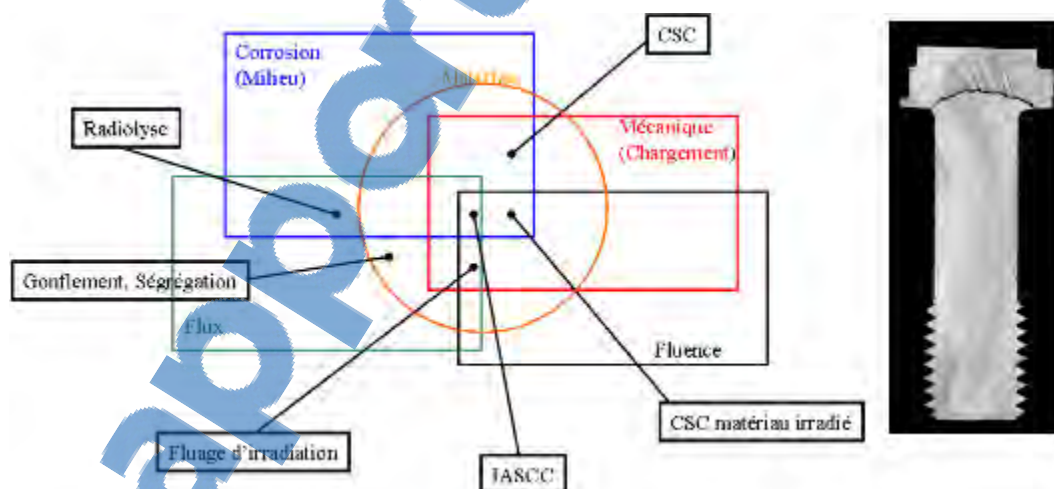 CSC
Corrosion
(Milieu)
Mécanique
(Chargement)
Radiolyse
Gonflement, Ségrégation
Flux
Fluence
CSC matériau irradié
Fluage d'irradiation
IASCC